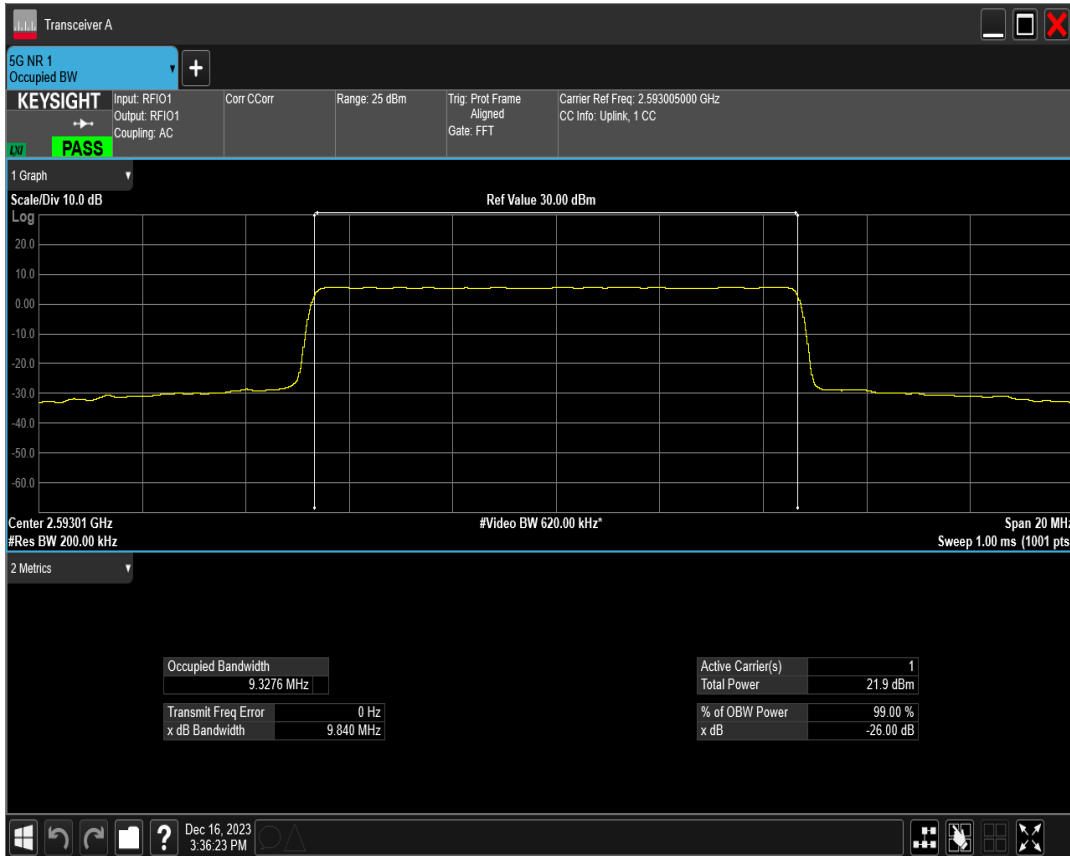 Transceiver A
5G NR 1
Occupied BW
KEYSIGHT
LXI
PASS
Input: RFIO1
Output: RFIO1
Coupling: AC
Corr CCorr
Range: 25 dBm
Trig: Prot Frame
Aligned
Gate: FFT
Carrier Ref Freq: 2.593005000 GHz
CC Info: Uplink, 1 CC
1 Graph
Scale/Div 10.0 dB
Ref Value 30.00 dBm
Log
20.0
10.0
0.00
-10.0
-20.0
-30.0
-40.0
-50.0
-60.0
Center 2.59301 GHz
#Video BW 620.00 kHz*
Span 20 MHz
#Res BW 200.00 kHz
Sweep 1.00 ms (1001 pts
2 Metrics
Occupied Bandwidth
9.3276 MHz
Transmit Freq Error 0 Hz
x dB Bandwidth 9.840 MHz
Active Carrier(s) 1
Total Power 21.9 dBm
% of OBW Power 99.00 %
x dB -26.00 dB
?
Dec 16, 2023
3:36:23 PM